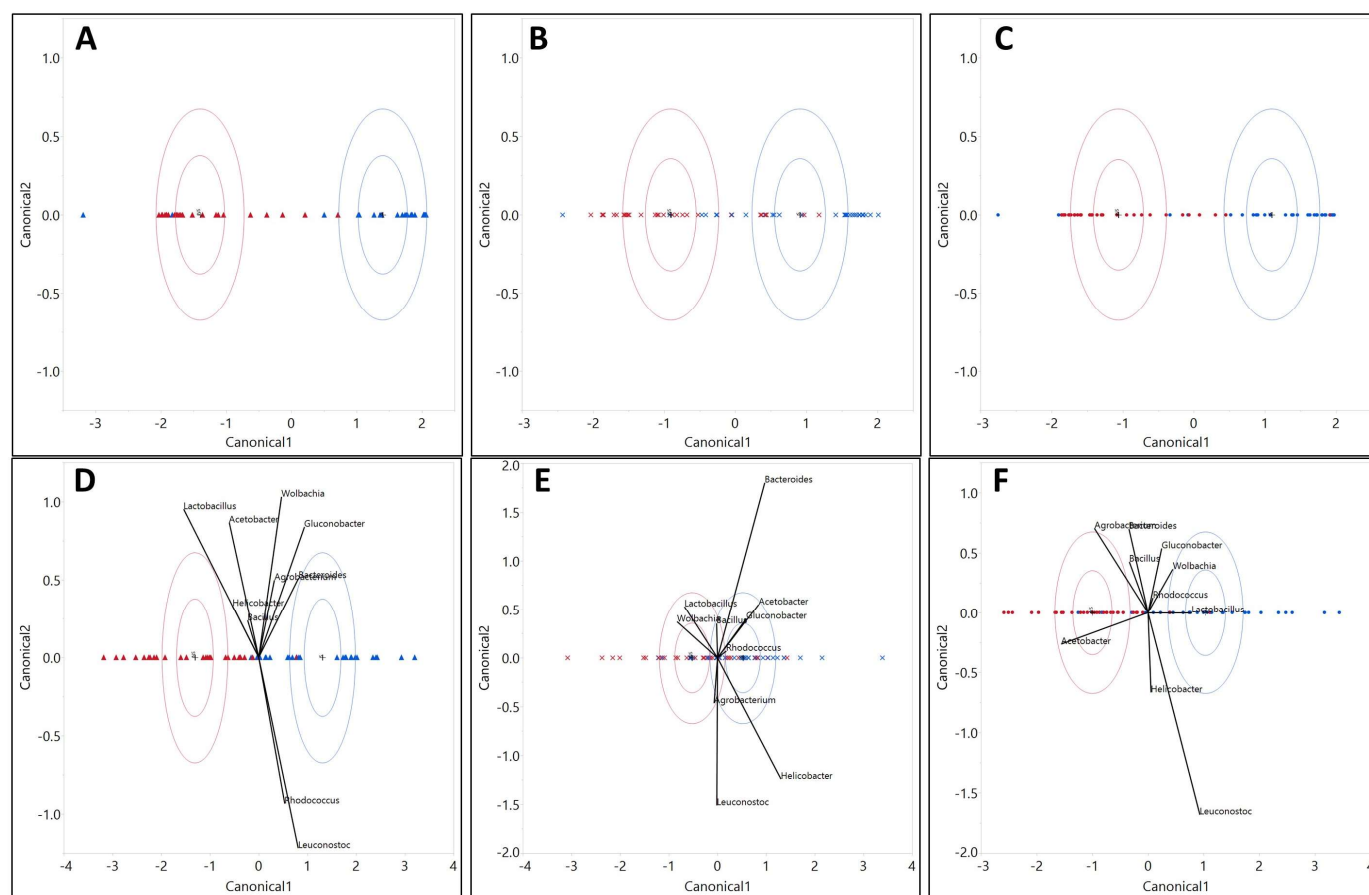 A
1.0
0.5
0.0
-0.5
-1.0
Canonical2
-3 -2 -1 0 1 2
Canonical1
B
1.0
0.5
0.0
-0.5
-1.0
Canonical2
-3 -2 -1 0 1 2
Canonical1
C
1.0
0.5
0.0
-0.5
-1.0
Canonical2
-3 -2 -1 0 1 2
Canonical1
D
1.0
0.5
0.0
-0.5
-1.0
Canonical2
Wolbachia
Lactobacillus
Acetobacter
Gluconobacter
Bacteroides
Agrobacterium
Helicobacter
Bacillus
Rhodococcus
Leuconostoc
-4 -3 -2 -1 0 1 2 3 4
Canonical1
E
2.0
1.5
1.0
0.5
0.0
-0.5
-1.0
-1.5
-2.0
Canonical2
Bacteroides
Lactobacillus
Acetobacter
Wolbachia
Bacillus
Gluconobacter
Rhodococcus
Agrobacterium
Helicobacter
Leuconostoc
-4 -3 -2 -1 0 1 2 3 4
Canonical1
F
1.0
0.5
0.0
-0.5
-1.0
-1.5
-2.0
Canonical2
Agrobacterium
Bacteroides
Gluconobacter
Bacillus
Wolbachia
Rhodococcus
Lactobacillus
Acetobacter
Helicobacter
Leuconostoc
-3 -2 -1 0 1 2 3 4
Canonical1